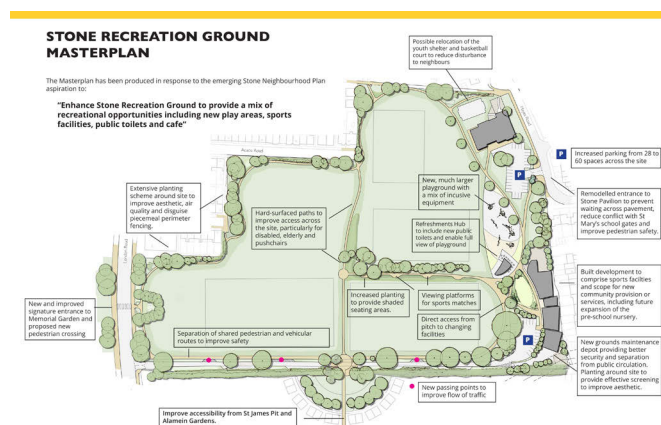 STONE RECREATION GROUND
MASTERPLAN
The Masterplan has been produced in response to the emerging Stone Neighbourhood Plan
aspiration to:
“Enhance Stone Recreation Ground to provide a mix of
recreational opportunities including new play areas, sports
facilities, public toilets and cafe”
Possible relocation of the
youth shelter and basketball
court to reduce disturbance
to neighbours
P
Increased parking from 28 to
60 spaces across the site
P
Extensive planting
scheme around site to
improve aesthetic, air
quality and disguise
piecemeal perimeter
fencing.
Hard-surfaced paths to
improve access across
the site, particularly for
disabled, elderly and
pushchairs
New, much larger
playground with
a mix of incusive
equipment
Refreshments Hub
to include new public
toilets and enable full
view of playground
Remodelled entrance to
Stone Pavilion to prevent
waiting across pavement,
reduce conflict with St
Mary's school gates and
improve pedestrian safety.
Built development to
comprise sports facilties
and scope for new
community provision or
services, including future
expansion of the
pre-school nursery.
New and improved
signature entrance to
Memorial Garden and
proposed new
pedestrian crossing
Increased planting
to provide shaded
seating areas.
Viewing platforms
for sports matches
Direct access from
pitch to changing
facilities
Separation of shared pedestrian and vehicular
routes to improve safety
P
New grounds maintenance
depot providing better
security and separation
from public circulation.
Planting around site to
provide effective screening
to improve aesthetic.
New passing points to
improve flow of traffic
Improve accessibility from St James Pit and
Alamein Gardens.